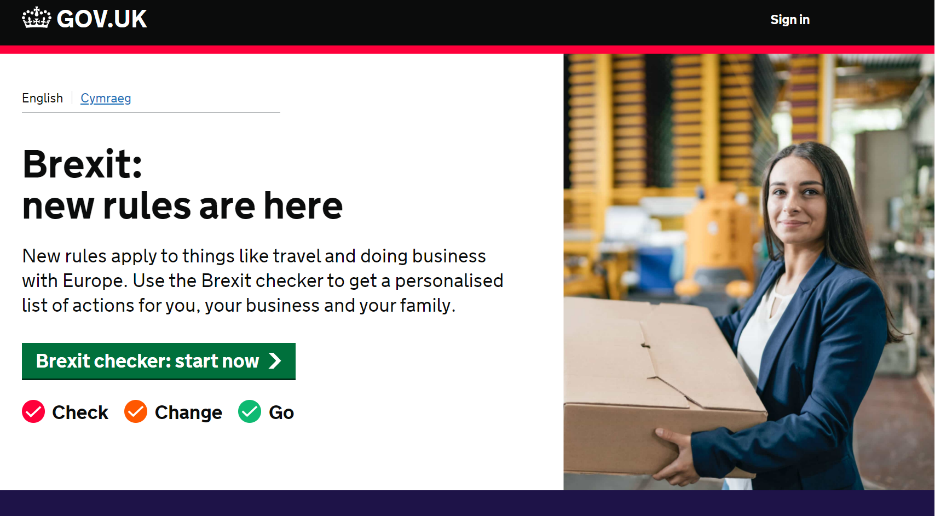 GOV.UK
Sign in
English
Cymraeg
Brexit:
new rules are here
New rules apply to things like travel and doing business
with Europe. Use the Brexit checker to get a personalised
list of actions for you, your business and your family.
Brexit checker: start now
Check Change Go